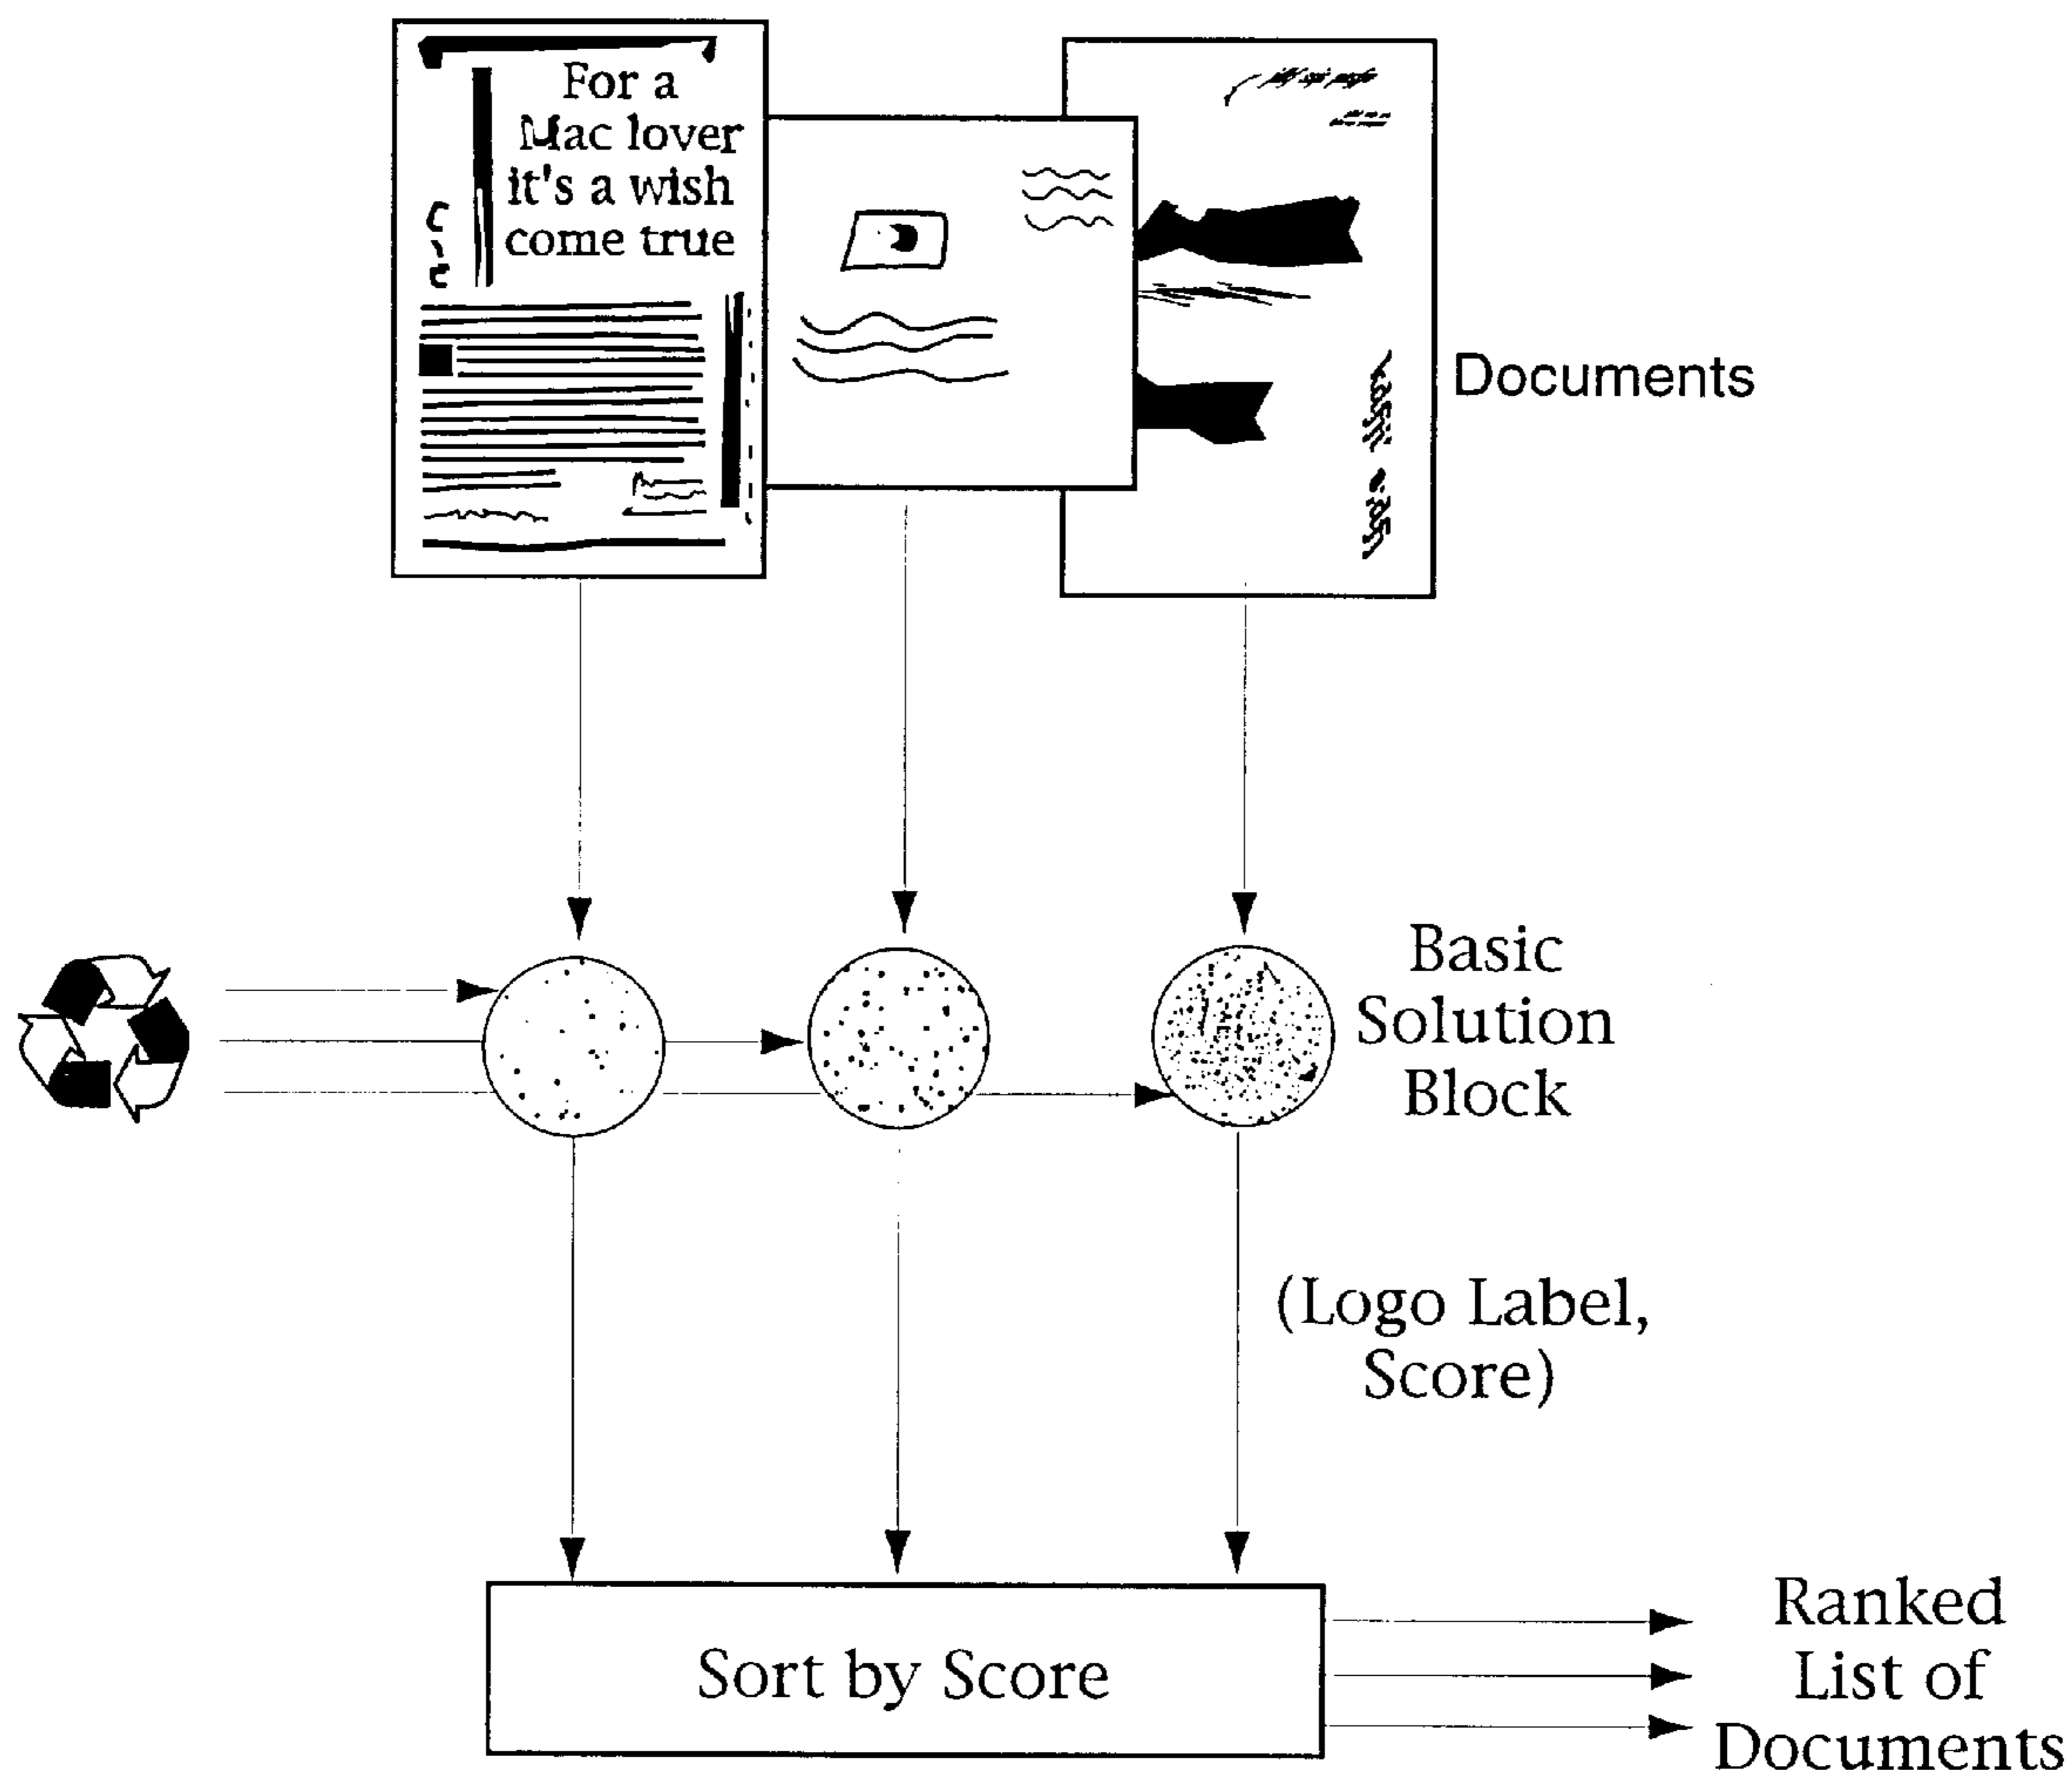 For a
Mac lover
it's a wish
come true
Documents
Basic
Solution
Block
(Logo Label,
Score)
Sort by Score
Ranked
List of
Documents